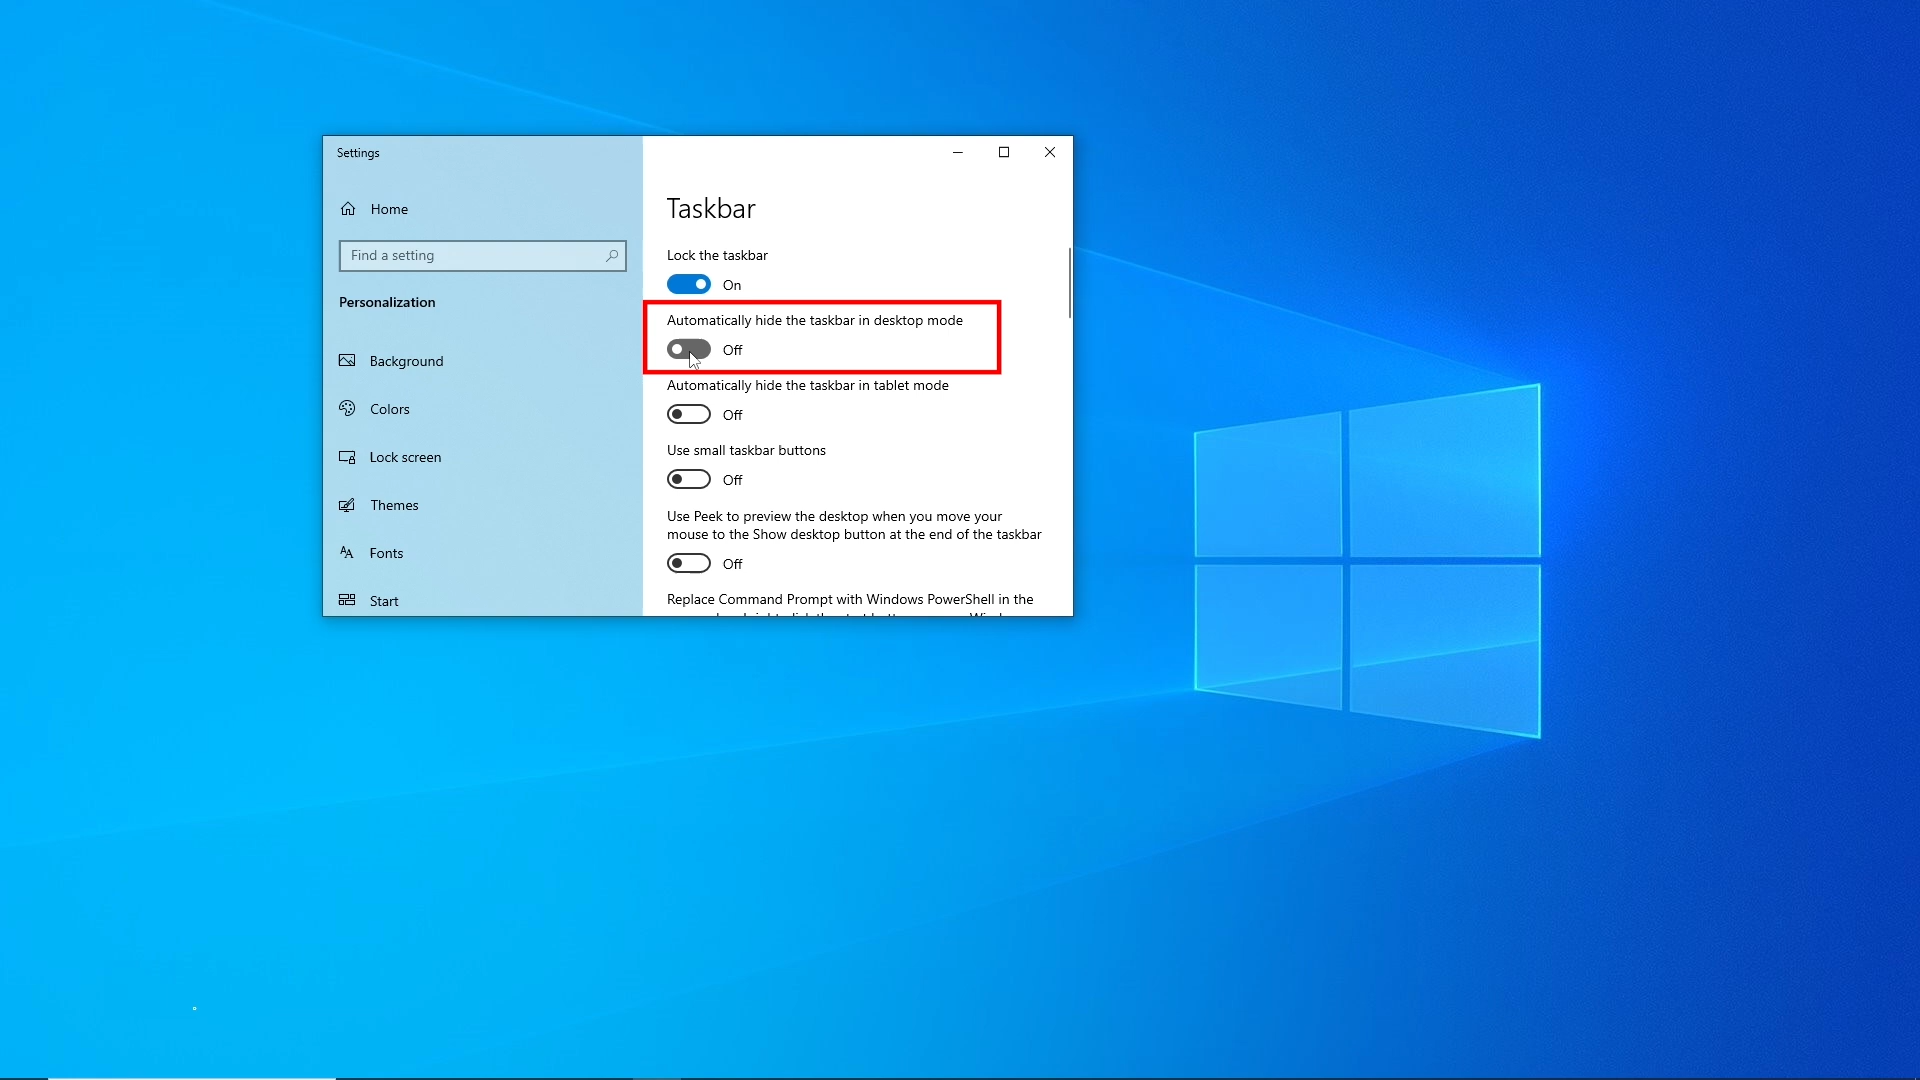 Settings
Home
Find a setting
Personalization
Background
Colors
Lock screen
Themes
Fonts
Start
Taskbar
Lock the taskbar
On
Automatically hide the taskbar in desktop mode
Off
Automatically hide the taskbar in tablet mode
Off
Use small taskbar buttons
Off
Use Peek to preview the desktop when you move your
mouse to the Show desktop button at the end of the taskbar
Off
Replace Command Prompt with Windows PowerShell in the